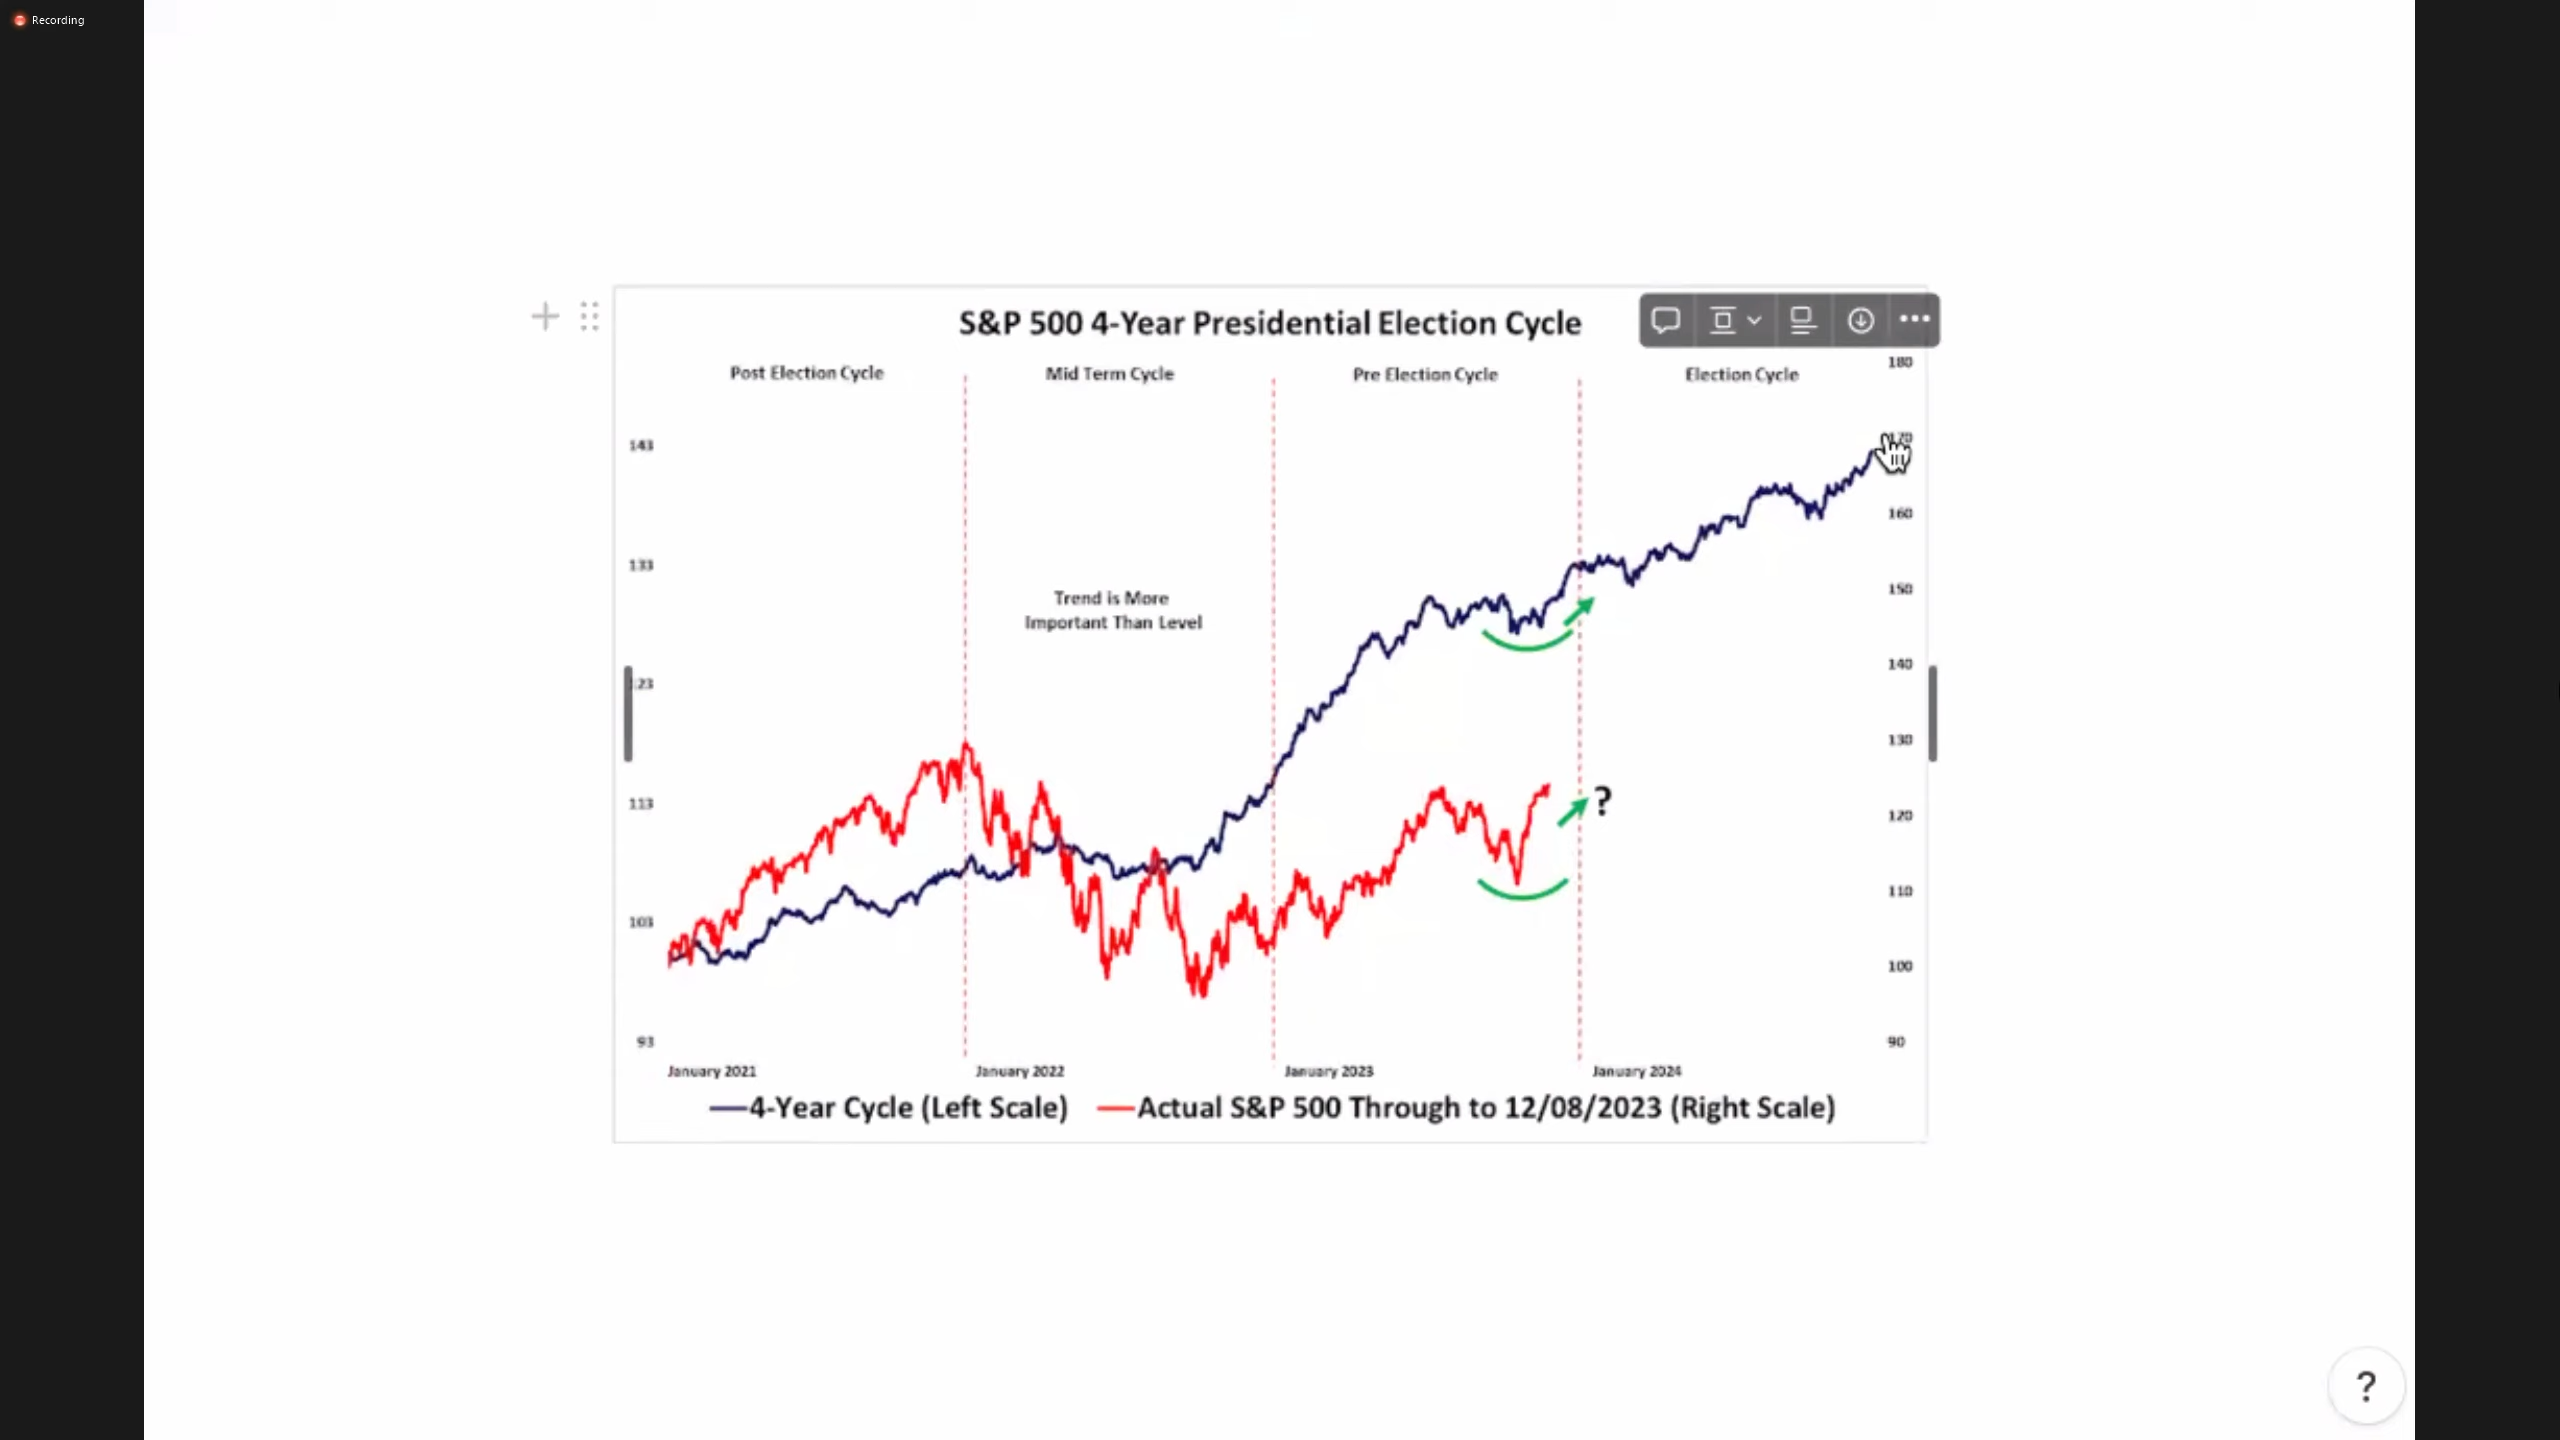 Recording
S&P 500 4-Year Presidential Election Cycle
Post Election Cycle
Mid Term Cycle
Pre Election Cycle
Election Cycle
180
143
160
133
150
Trend is More
Important Than Level
140
23
130
113
?
120
110
103
100
93
90
January 2021
January 2022
January 2023
January 2024
4-Year Cycle (Left Scale)
Actual S&P 500 Through to 12/08/2023 (Right Scale)
?